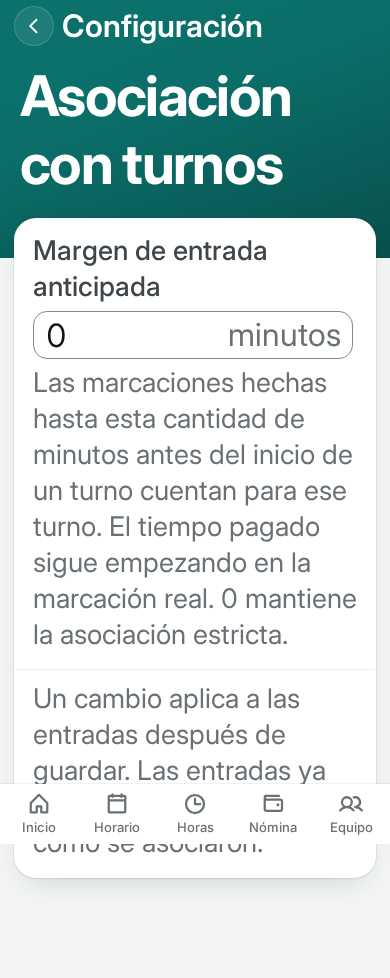 Configuración
Asociación
con turnos
Margen de entrada
anticipada
0 minutos
Las marcaciones hechas
hasta esta cantidad de
minutos antes del inicio de
un turno cuentan para ese
turno. El tiempo pagado
sigue empezando en la
marcación real. 0 mantiene
la asociación estricta.
Un cambio aplica a las
entradas después de
guardar. Las entradas ya
como se asociaron.
Inicio
Horario
Horas
Nómina
Equipo